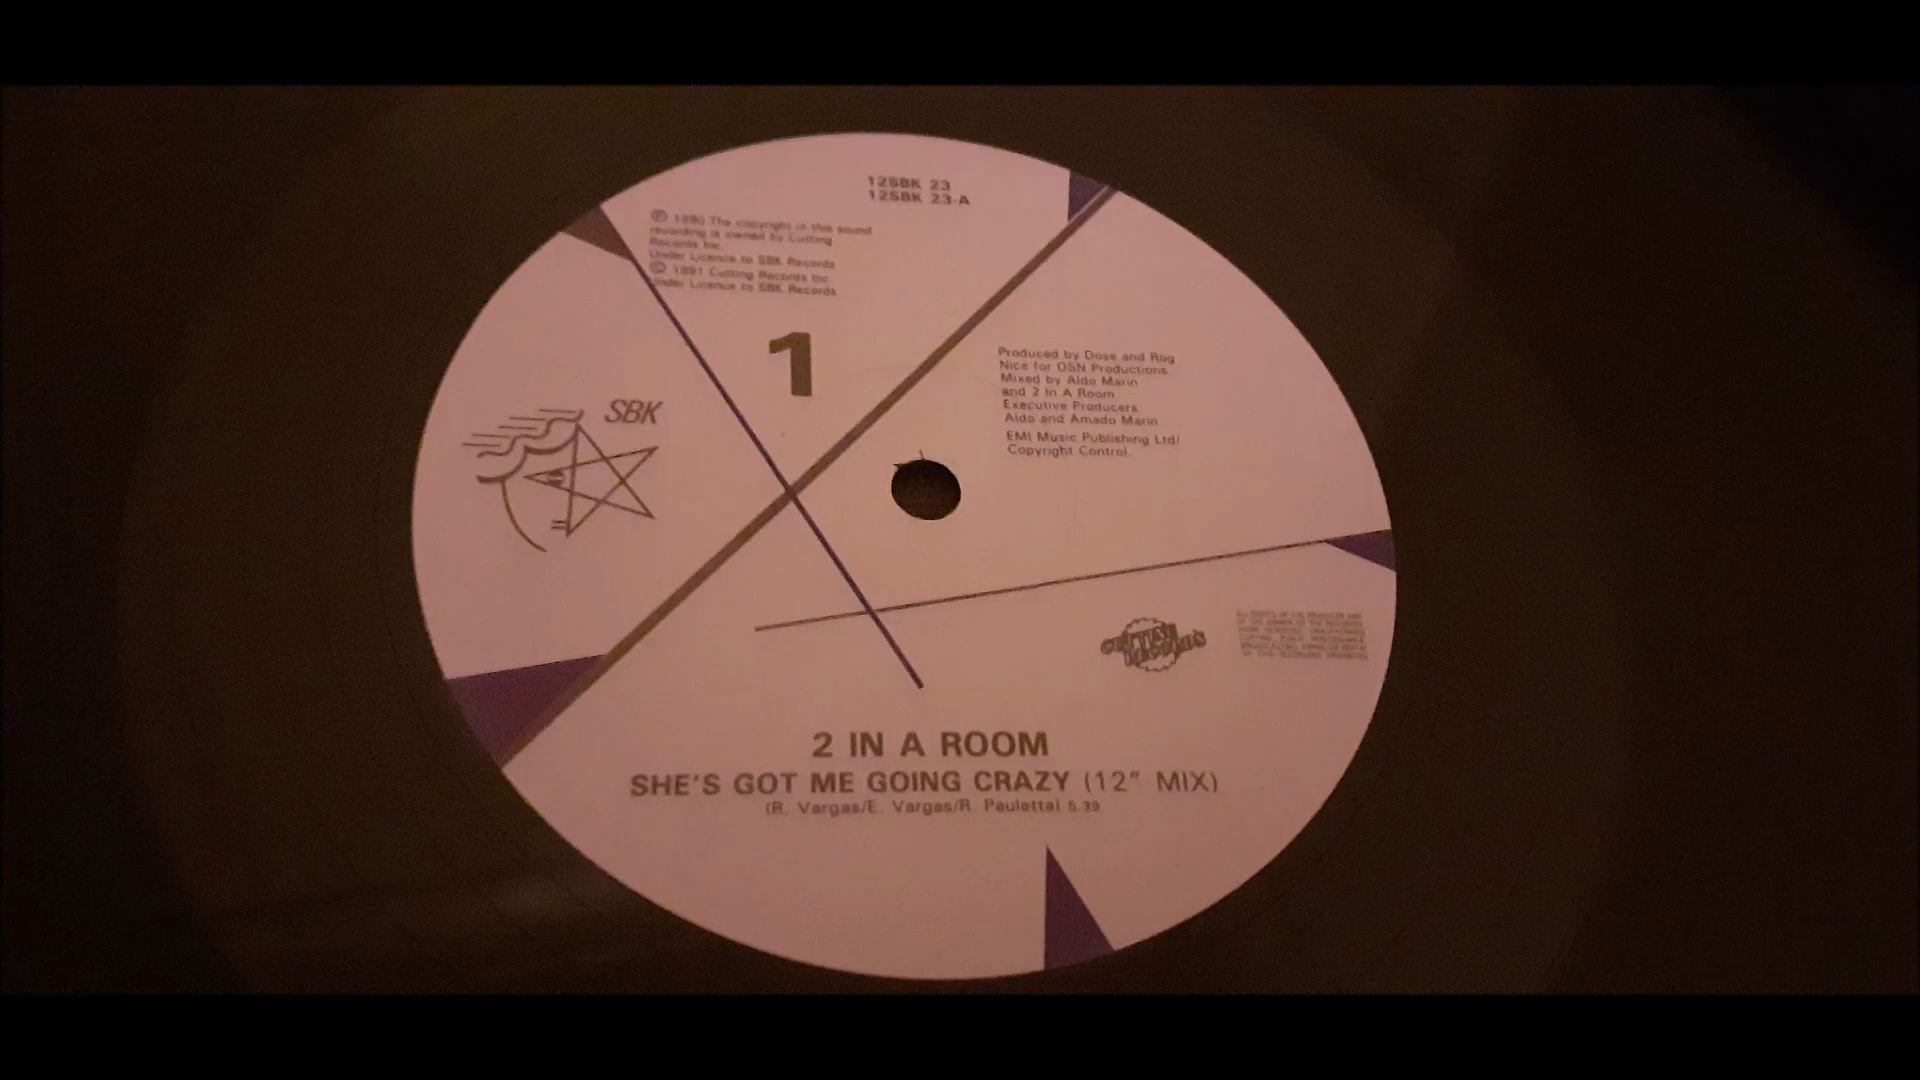 12SBK 23
12SBK 23-A
Ⓟ 1990 The copyright in this sound
recording is owned by Cutting
Records Inc.
Under Licence to SBK Records
© 1991 Cutting Records Inc.
Under Licence to SBK Records
1
SBK
Produced by Dose and Rog
Nice for OSN Productions
Mixed by Aldo Marin
and 2 In A Room
Executive Producers
Aldo and Amado Marin
EMI Music Publishing Ltd/
Copyright Control.
CUTTING
RECORDS
2 IN A ROOM
SHE'S GOT ME GOING CRAZY (12" MIX)
(R. Vargas/E. Vargas/R. Pauletta) 5.39